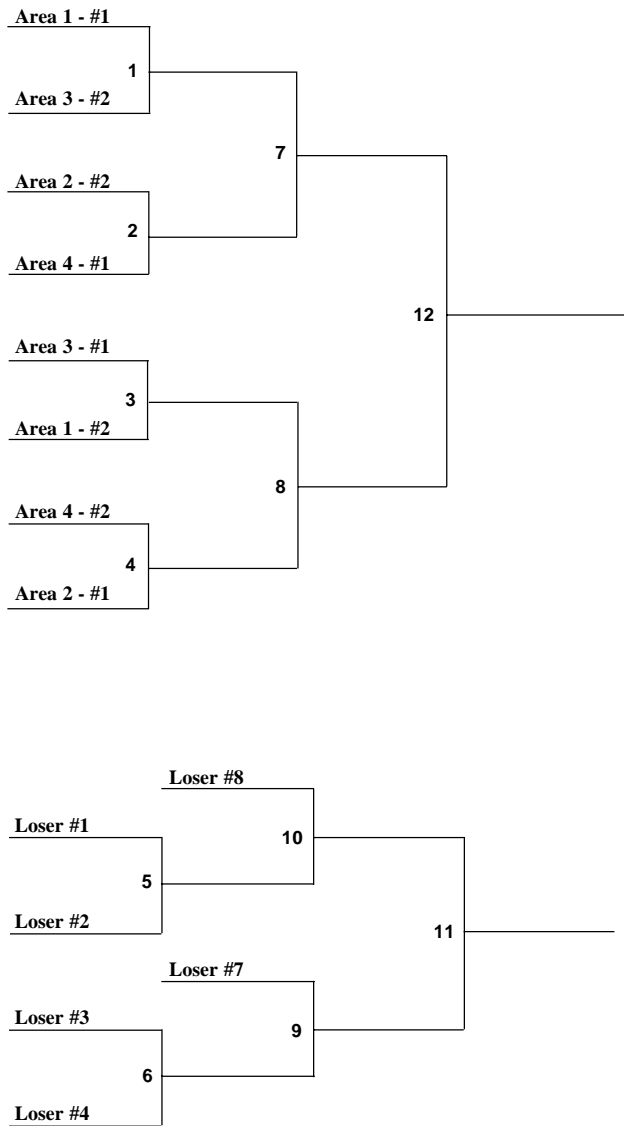 Area 1 - #1
1
Area 3 - #2
7
Area 2 - #2
2
Area 4 - #1
12
Area 3 - #1
3
Area 1 - #2
8
Area 4 - #2
4
Area 2 - #1
Loser #8
Loser #1
10
5
Loser #2
11
Loser #7
Loser #3
9
6
Loser #4